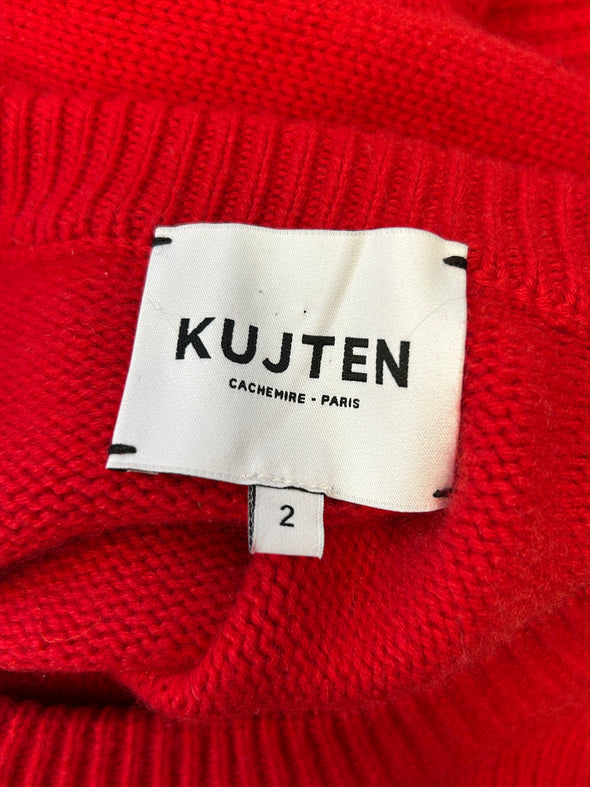 KUJTEN
CACHEMIRE - PARIS
2